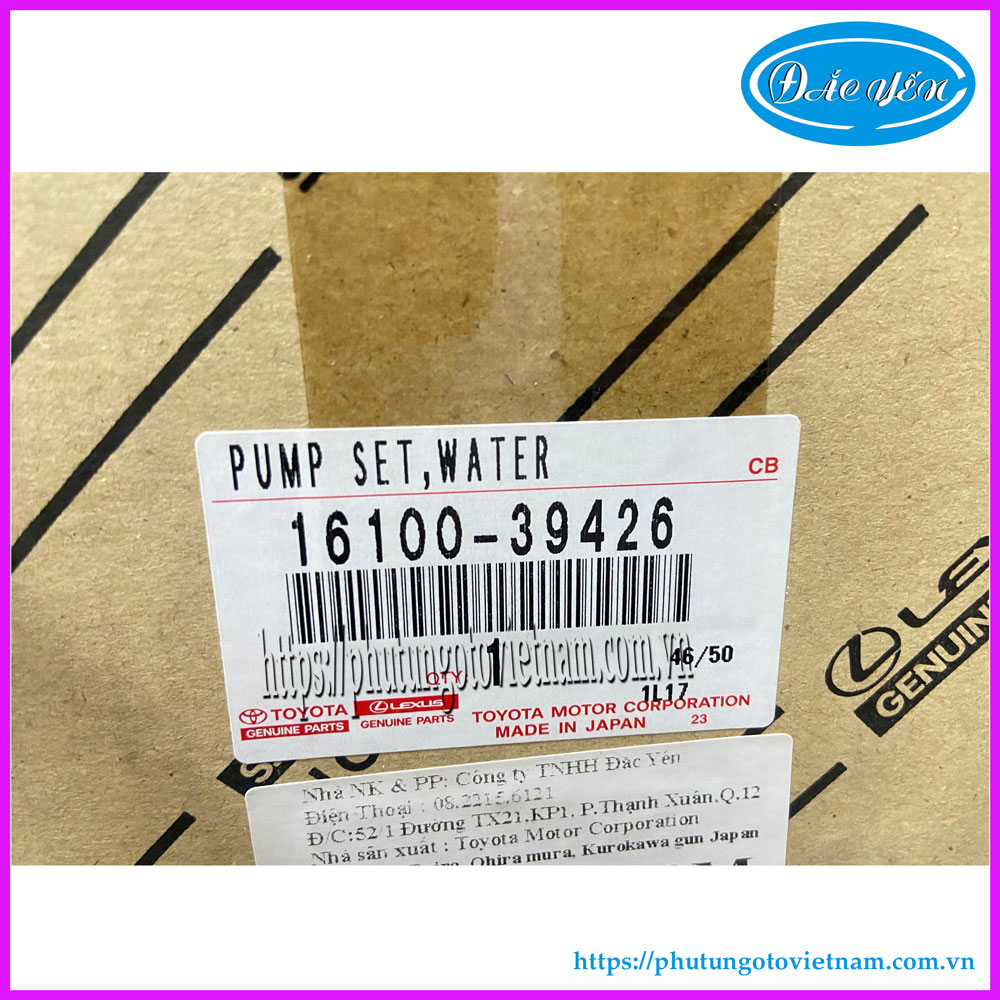 ĐẮC YẾN
PUMP SET,WATER
CB
16100-39426
https://phutungotovietnam.com.vn
QTY. 1
46/50
1L17
TOYOTA
GENUINE PARTS
LEXUS
GENUINE PARTS
TOYOTA MOTOR CORPORATION
MADE IN JAPAN 23
LE
GENUIN
Nhà NK & PP: Công ty TNHH Đắc Yến
Điện Thoại : 08.2215.6121
Đ/C:52/1 Đường TX21,KP1, P.Thạnh Xuân,Q.12
Nhà sản xuất : Toyota Motor Corporation
Ohira mura, Kurokawa gun Japan
https://phutungotovietnam.com.vn